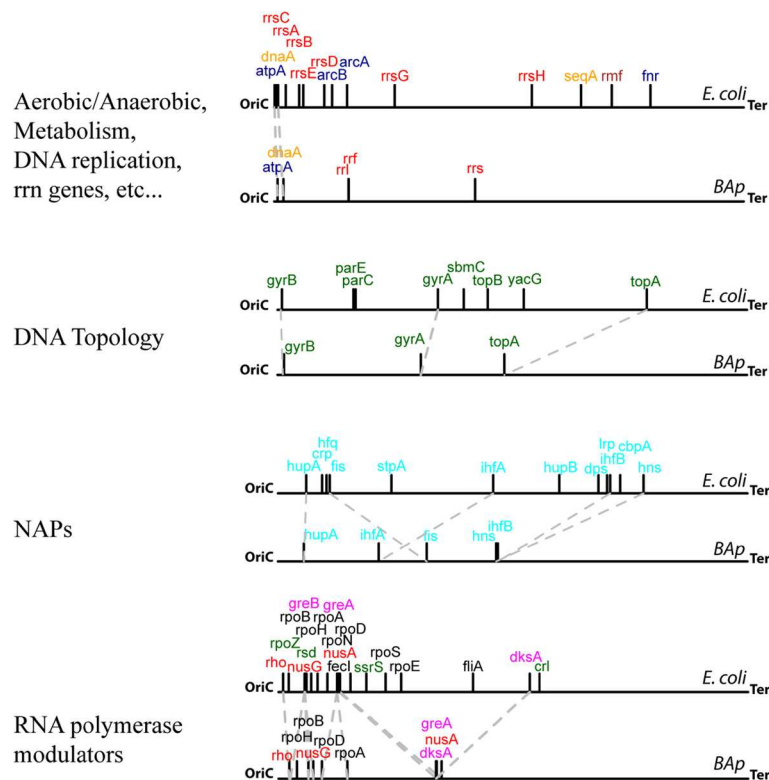 rrsC
rrsA
rrsB
dnaA
rrsD arcA
atpA rrsE arcB rrsG rrsH seqA rmf fnr
OriC E. coli Ter
Aerobic/Anaerobic,
Metabolism,
DNA replication,
rrn genes, etc...
dnaA rrf
atpA rrl rrs
OriC BAp Ter
parE sbmC
gyrB parC gyrA topB yacG topA
OriC E. coli Ter
DNA Topology
gyrB gyrA topA
OriC BAp Ter
hfq lrp
crp ihfB cbpA
hupA fis stpA ihfA hupB dps hns
OriC E. coli Ter
NAPs
ihfB
hupA ihfA fis hns
OriC BAp Ter
greB greA
rpoB rpoA
rpoH rpoD
rpoZ rpoN
rsd nusA rpoS dksA
rho nusG fecI ssrS rpoE fliA crl
OriC E. coli Ter
RNA polymerase
modulators
rpoB greA
rpoH rpoD nusA
rho nusG rpoA dksA
OriC BAp Ter